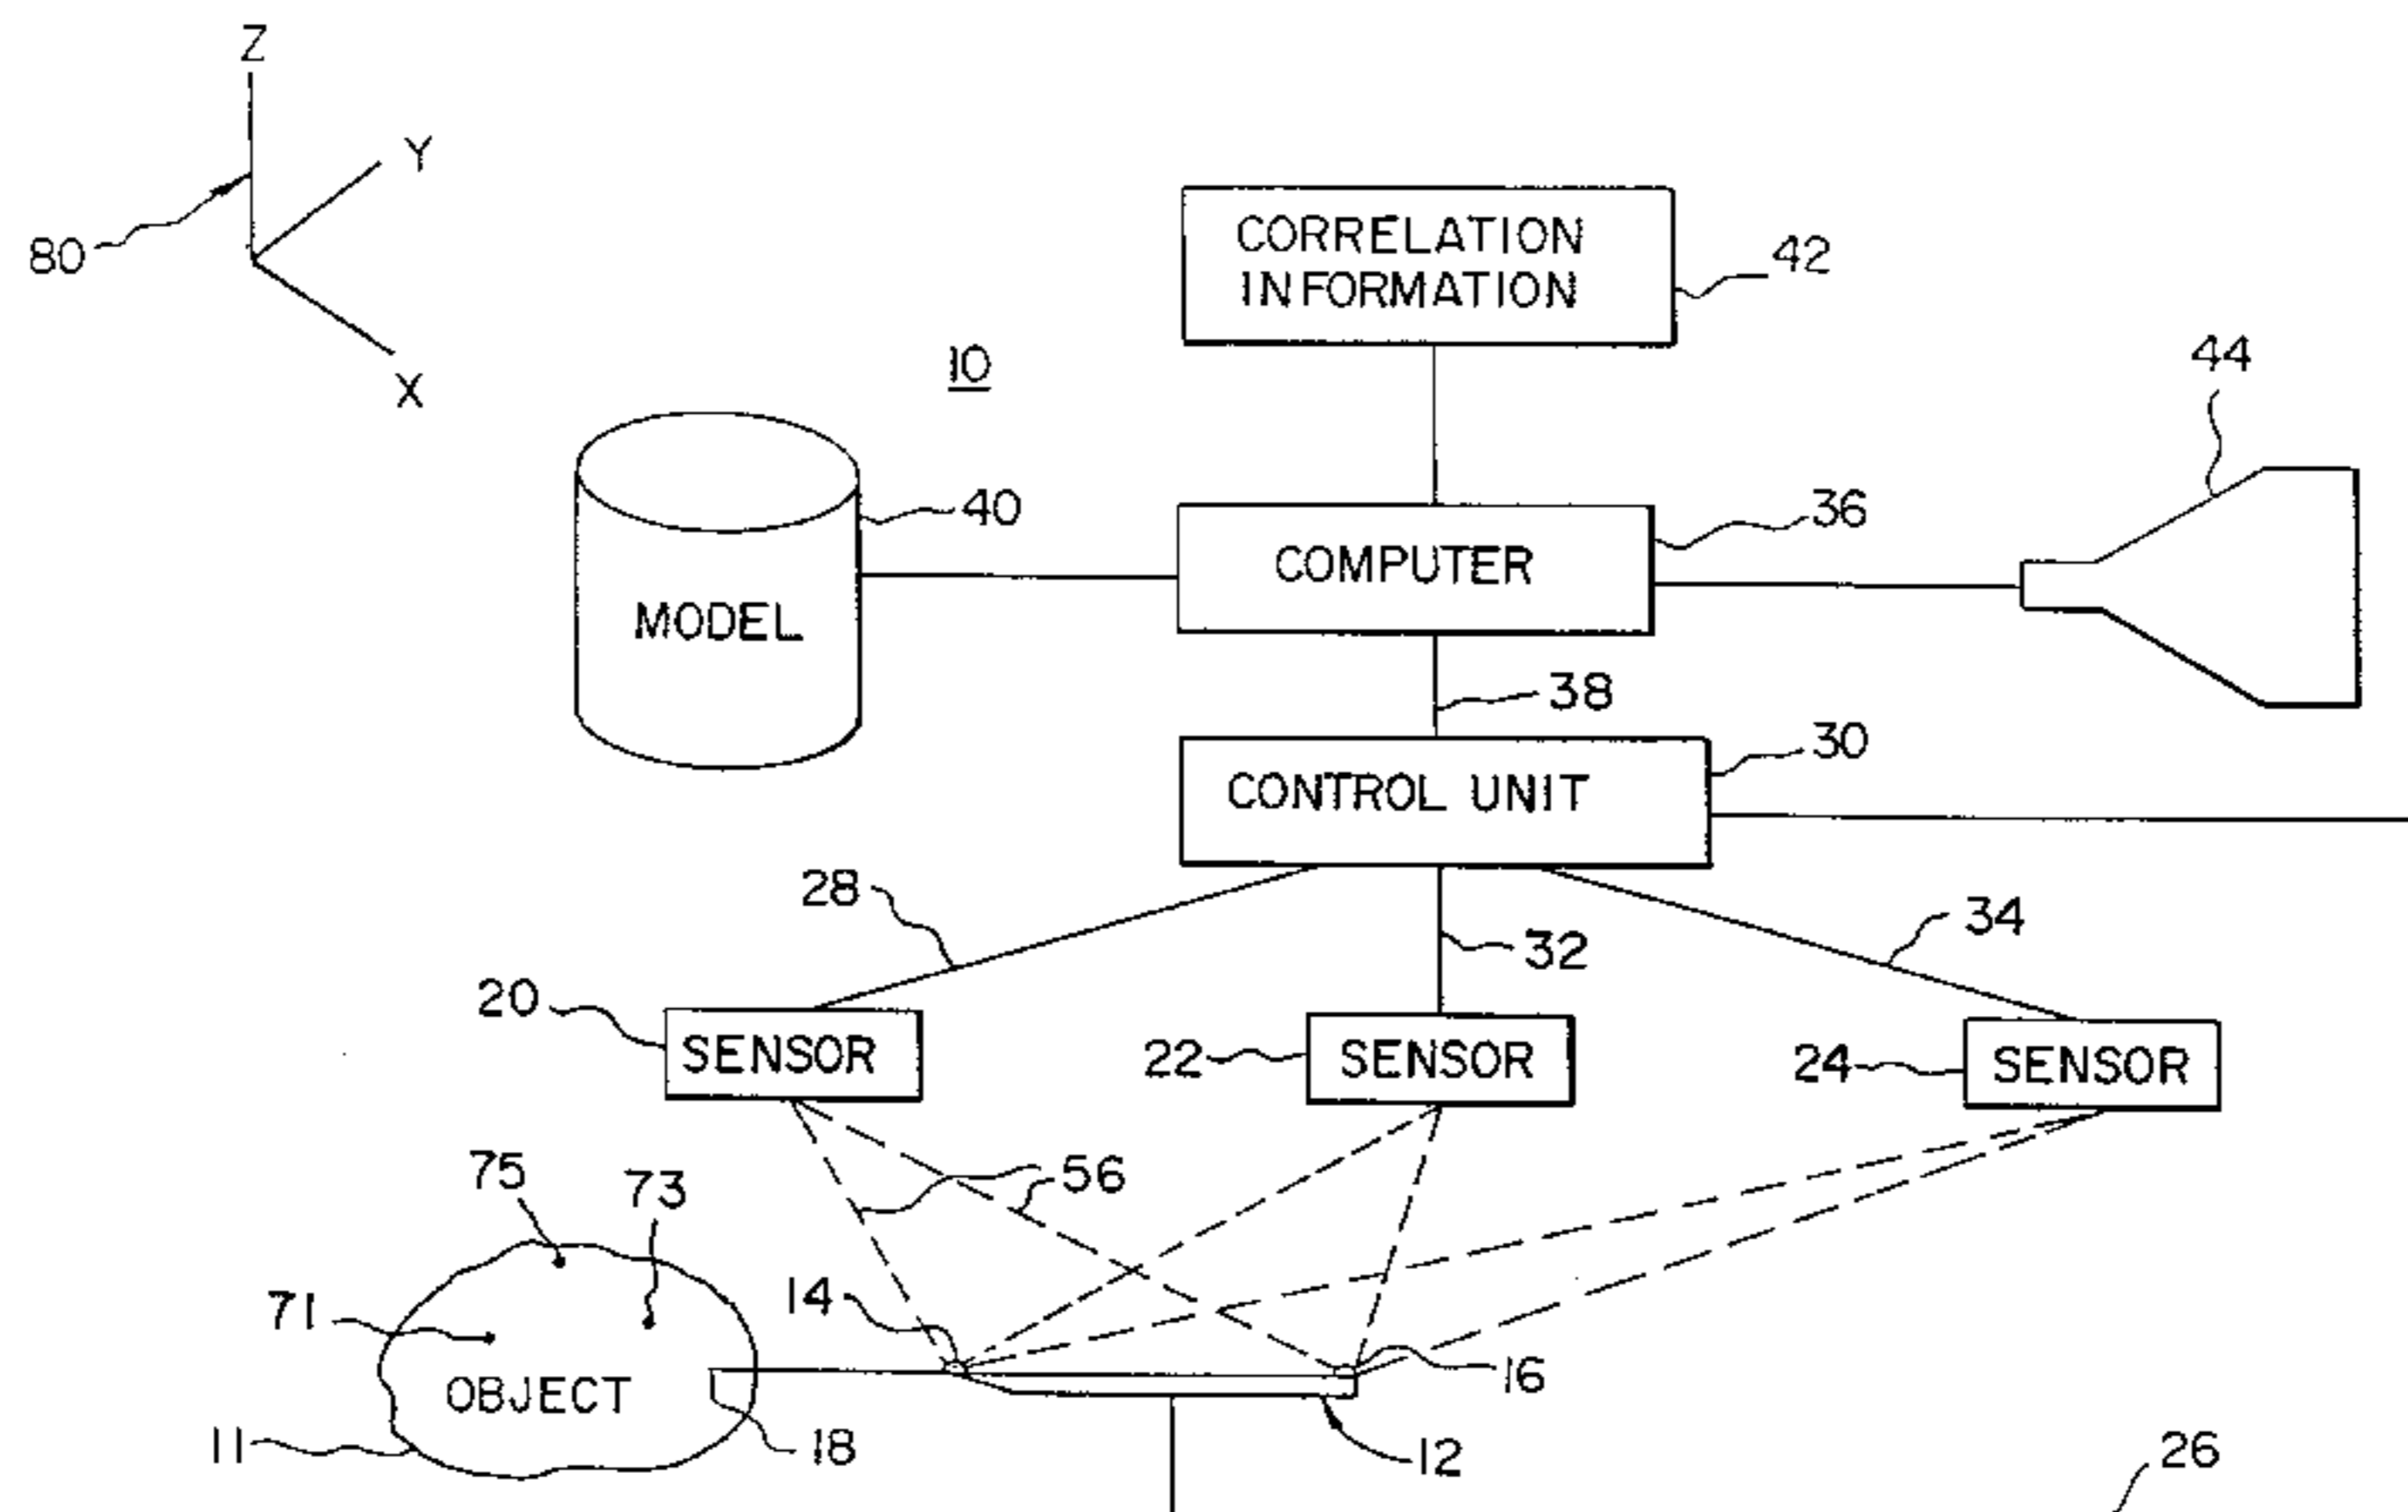 Z
Y
80
X
CORRELATION
INFORMATION
42
10
44
40
36
COMPUTER
MODEL
38
30
CONTROL UNIT
28
34
32
20
SENSOR
22
SENSOR
24
SENSOR
75
73
56
14
71
16
OBJECT
11
18
12
26